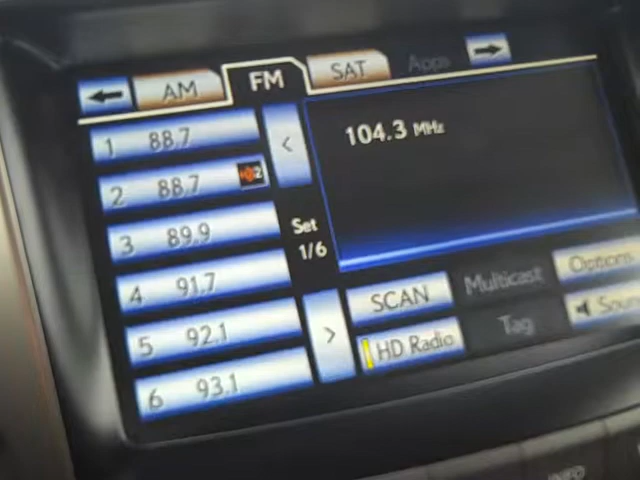 AM FM SAT Apps
104.3 MHz
1 88.7
2 88.7
3 89.9
4 91.7
5 92.1
6 93.1
<
Set
1/6
>
SCAN Multicast Options
HD Radio Tag